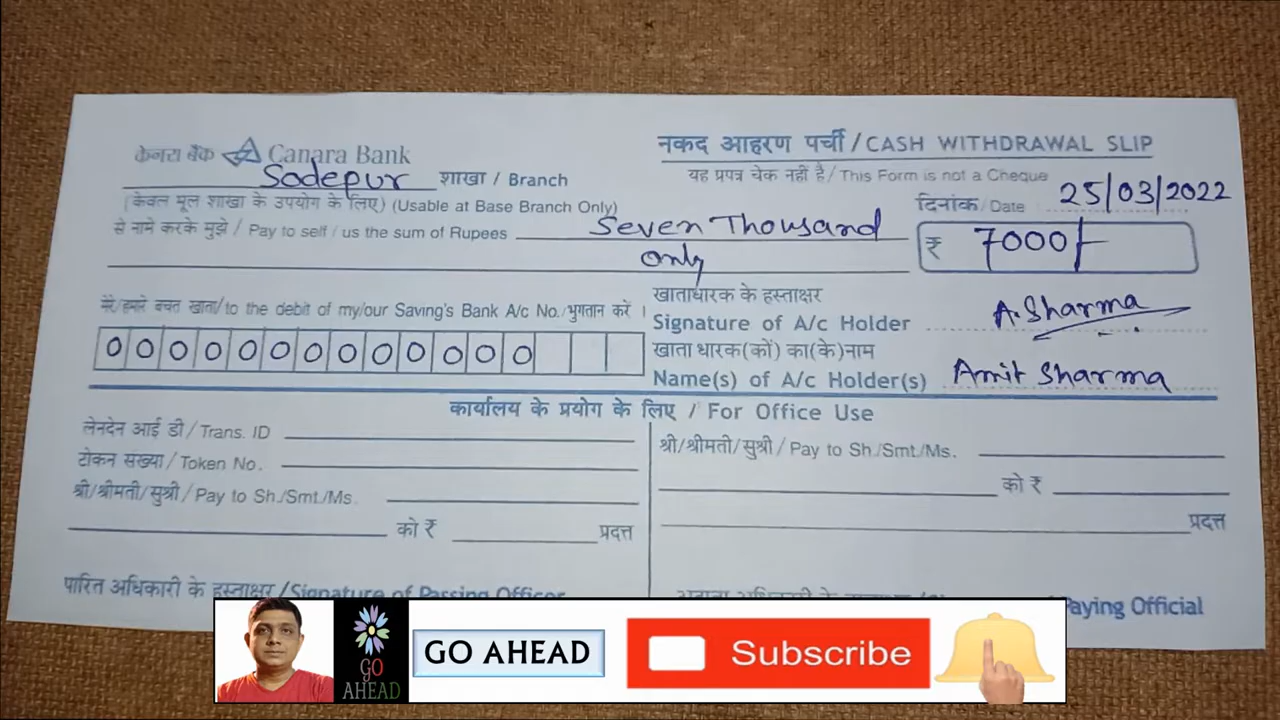 केनरा बैंक Canara Bank
Sodepur शाखा / Branch
(केवल मूल शाखा के उपयोग के लिए) (Usable at Base Branch Only)
नकद आहरण पर्ची / CASH WITHDRAWAL SLIP
यह प्रपत्र चेक नहीं है / This Form is not a Cheque
दिनांक / Date 25/03/2022
से नामे करके मुझे / Pay to self / us the sum of Rupees Seven Thousand
only
₹ 7000/-
मेरे/हमारे बचत खाता/to the debit of my/our Saving's Bank A/c No./भुगतान करें ।
0 0 0 0 0 0 0 0 0 0 0 0 0
खाताधारक के हस्ताक्षर
Signature of A/c Holder A. Sharma
खाता धारक(कों) का(के)नाम
Name(s) of A/c Holder(s) Amit Sharma
कार्यालय के प्रयोग के लिए / For Office Use
लेनदेन आई डी / Trans. ID
टोकन संख्या / Token No.
श्री/श्रीमती/सुश्री / Pay to Sh./Smt./Ms.
को ₹ प्रदत्त
पारित अधिकारी के हस्ताक्षर / Signature of Passing Officer
श्री/श्रीमती/सुश्री / Pay to Sh./Smt./Ms.
को ₹
प्रदत्त
Paying Official
GO AHEAD
GO AHEAD
Subscribe